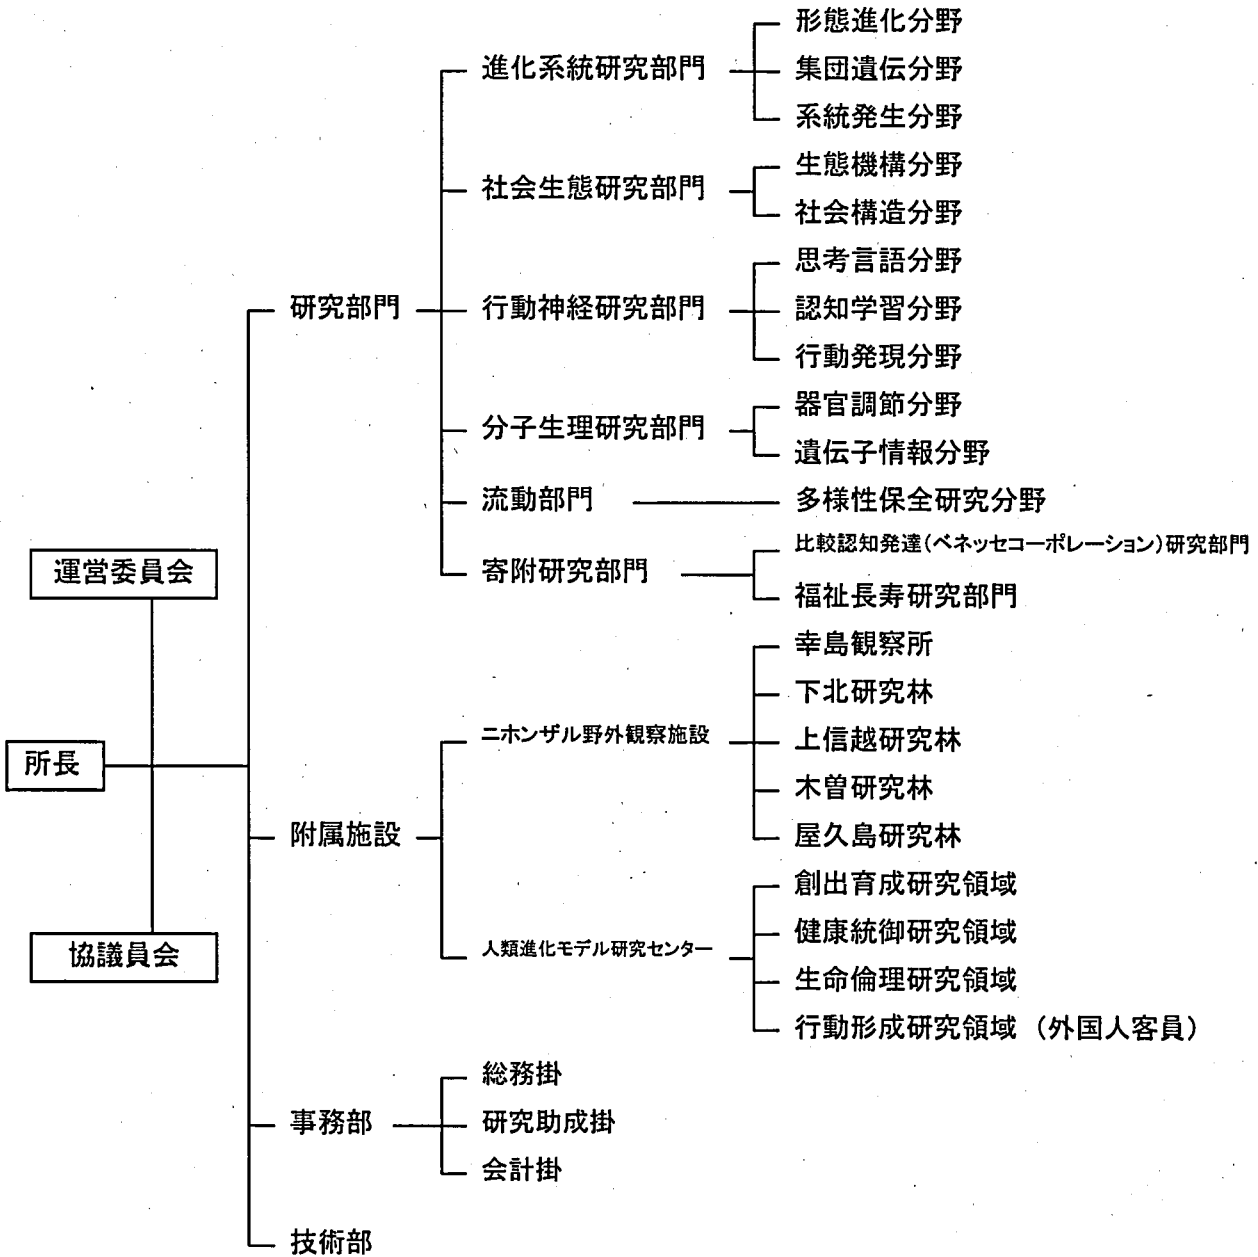 形態進化分野
進化系統研究部門
集団遺伝分野
系統発生分野
生態機構分野
社会生態研究部門
社会構造分野
思考言語分野
研究部門
行動神経研究部門
認知学習分野
行動発現分野
器官調節分野
分子生理研究部門
遺伝子情報分野
流動部門
多様性保全研究分野
比較認知発達(ベネッセコーポレーション)研究部門
運営委員会
寄附研究部門
福祉長寿研究部門
幸島観察所
下北研究林
ニホンザル野外観察施設
上信越研究林
所長
木曽研究林
附属施設
屋久島研究林
創出育成研究領域
健康統御研究領域
協議員会
人類進化モデル研究センター
生命倫理研究領域
行動形成研究領域 (外国人客員)
総務掛
事務部
研究助成掛
会計掛
技術部